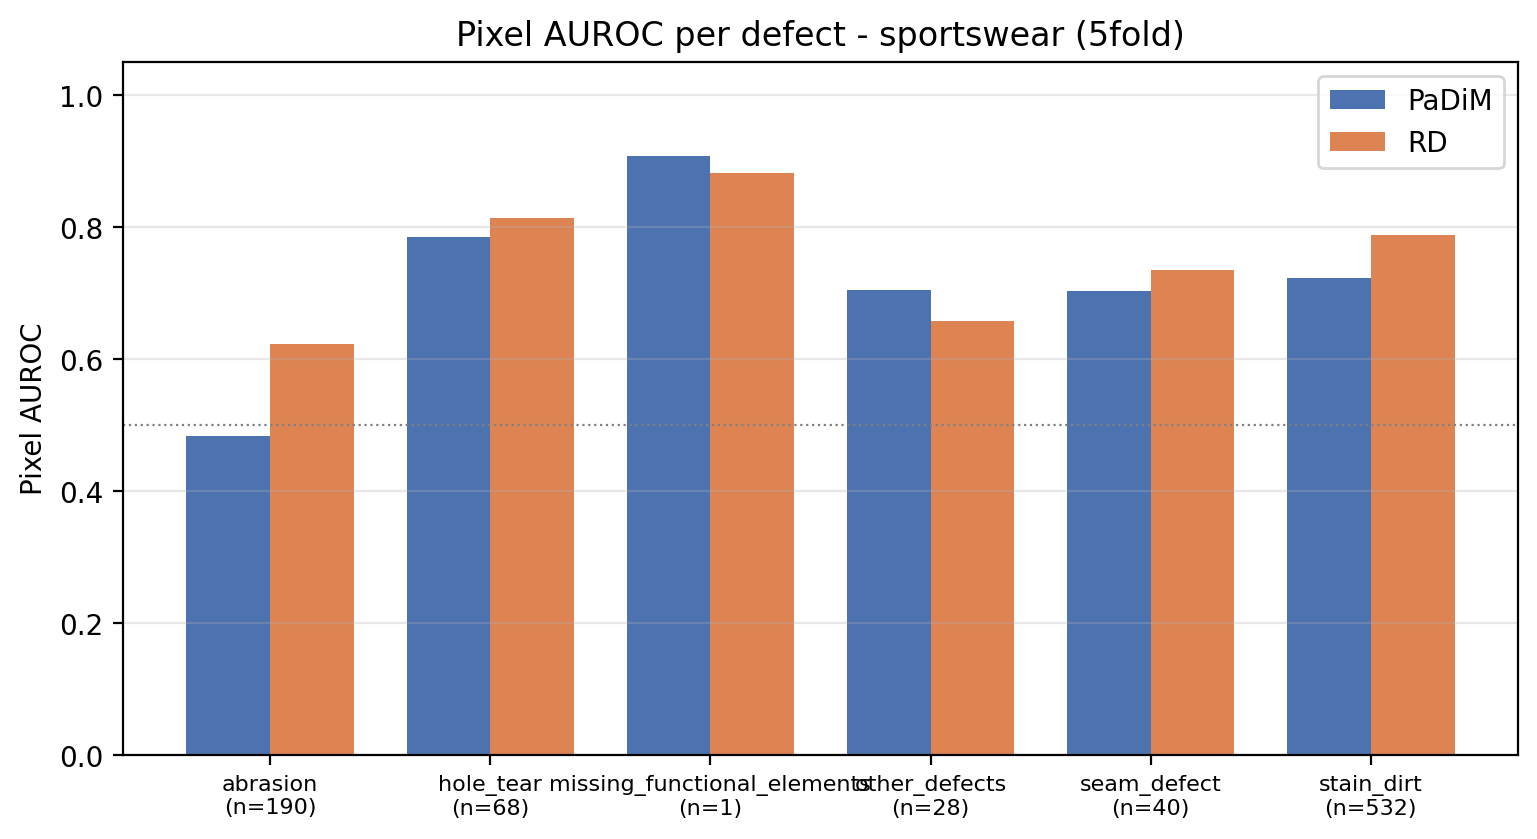 Pixel AUROC per defect - sportswear (5fold)
PaDiM
RD
Pixel AUROC
1.0
0.8
0.6
0.4
0.2
0.0
abrasion
(n=190)
hole_tear
(n=68)
missing_functional_elements
(n=1)
other_defects
(n=28)
seam_defect
(n=40)
stain_dirt
(n=532)